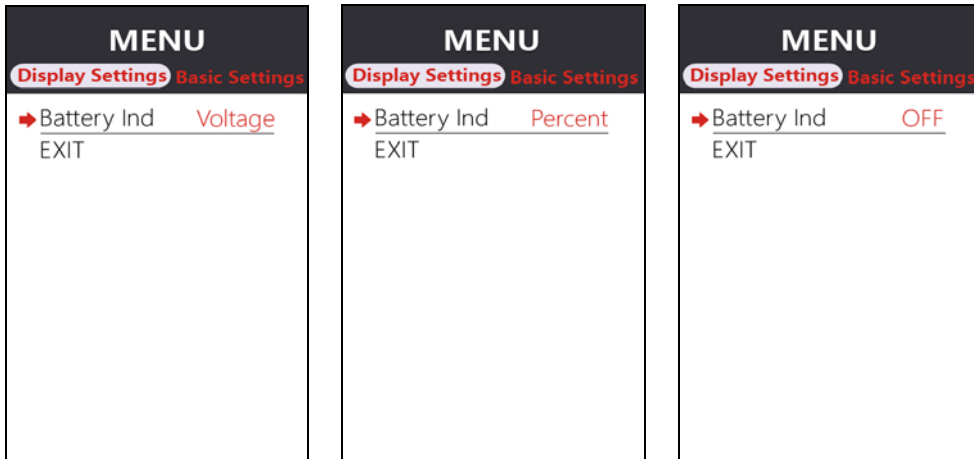 MENU
Display Settings Basic Settings
Battery Ind Voltage
EXIT
MENU
Display Settings Basic Settings
Battery Ind Percent
EXIT
MENU
Display Settings Basic Settings
Battery Ind OFF
EXIT